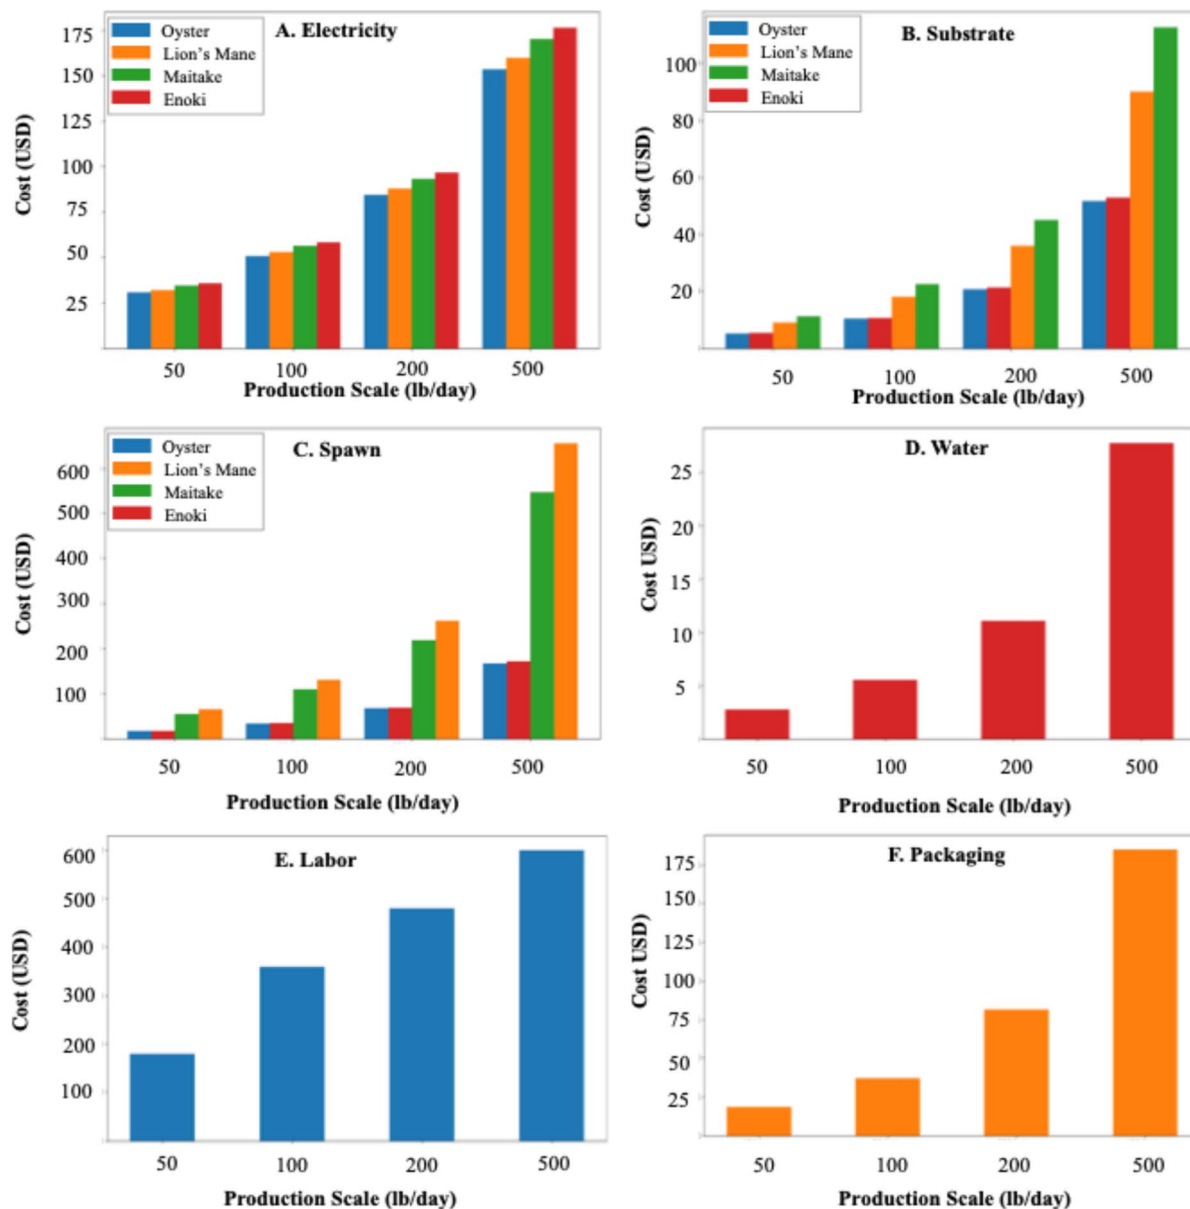 A. Electricity
Oyster
Lion's Mane
Maitake
Enoki
Cost (USD)
175
150
125
100
75
50
25
50 100 200 500
Production Scale (lb/day)
B. Substrate
Oyster
Lion's Mane
Maitake
Enoki
Cost (USD)
100
80
60
40
20
50 100 200 500
Production Scale (lb/day)
C. Spawn
Oyster
Lion's Mane
Maitake
Enoki
Cost (USD)
600
500
400
300
200
100
50 100 200 500
Production Scale (lb/day)
D. Water
Cost USD)
25
20
15
10
5
50 100 200 500
Production Scale (lb/day)
E. Labor
Cost (USD)
600
500
400
300
200
100
50 100 200 500
Production Scale (lb/day)
F. Packaging
Cost USD)
175
150
125
100
75
50
25
50 100 200 500
Production Scale (lb/day)